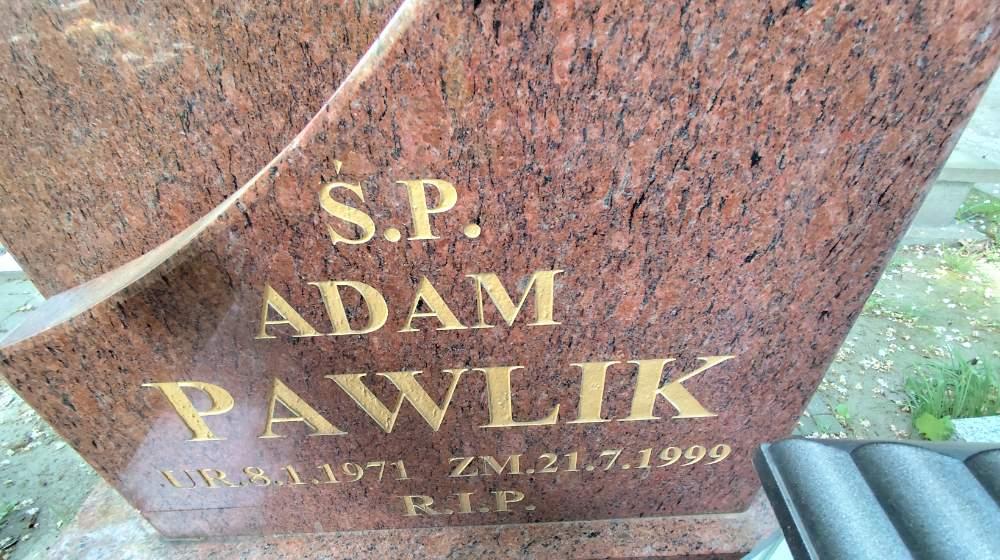 Ś.P.
ADAM
PAWLIK
UR.8.1.1971 ZM.21.7.1999
R.I.P.